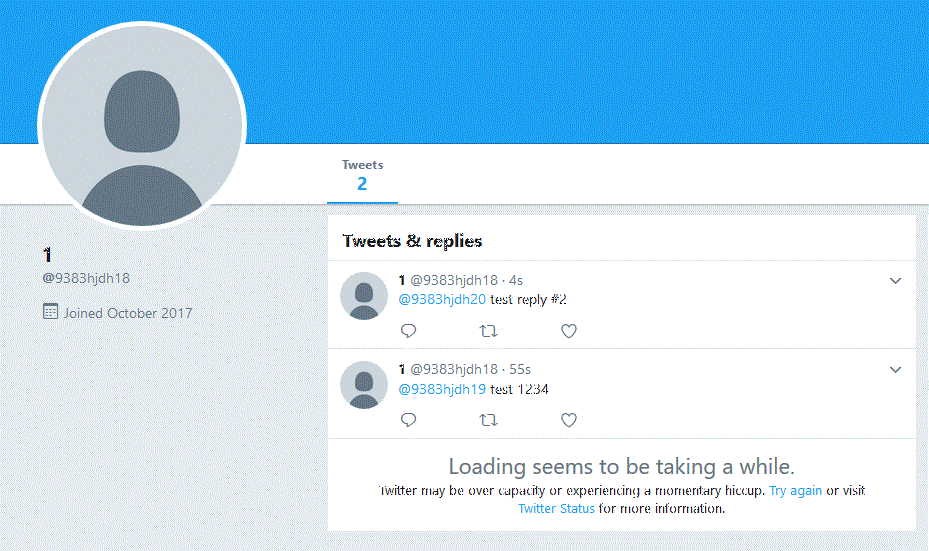 Tweets
2
1
@9383hjdh18
Joined October 2017
Tweets & replies
1 @9383hjdh18 · 4s
@9383hjdh20 test reply #2
1 @9383hjdh18 · 55s
@9383hjdh19 test 1234
Loading seems to be taking a while.
Twitter may be over capacity or experiencing a momentary hiccup. Try again or visit
Twitter Status for more information.